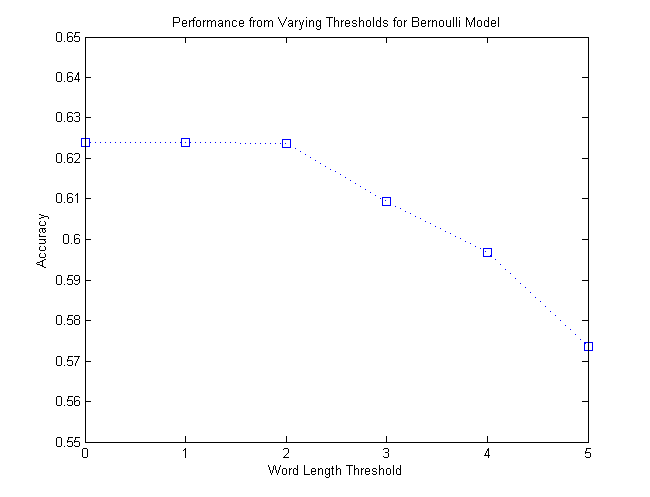 Performance from Varying Thresholds for Bernoulli Model
0.65
0.64
0.63
0.62
0.61
0.6
0.59
0.58
0.57
0.56
0.55
Accuracy
0 1 2 3 4 5
Word Length Threshold